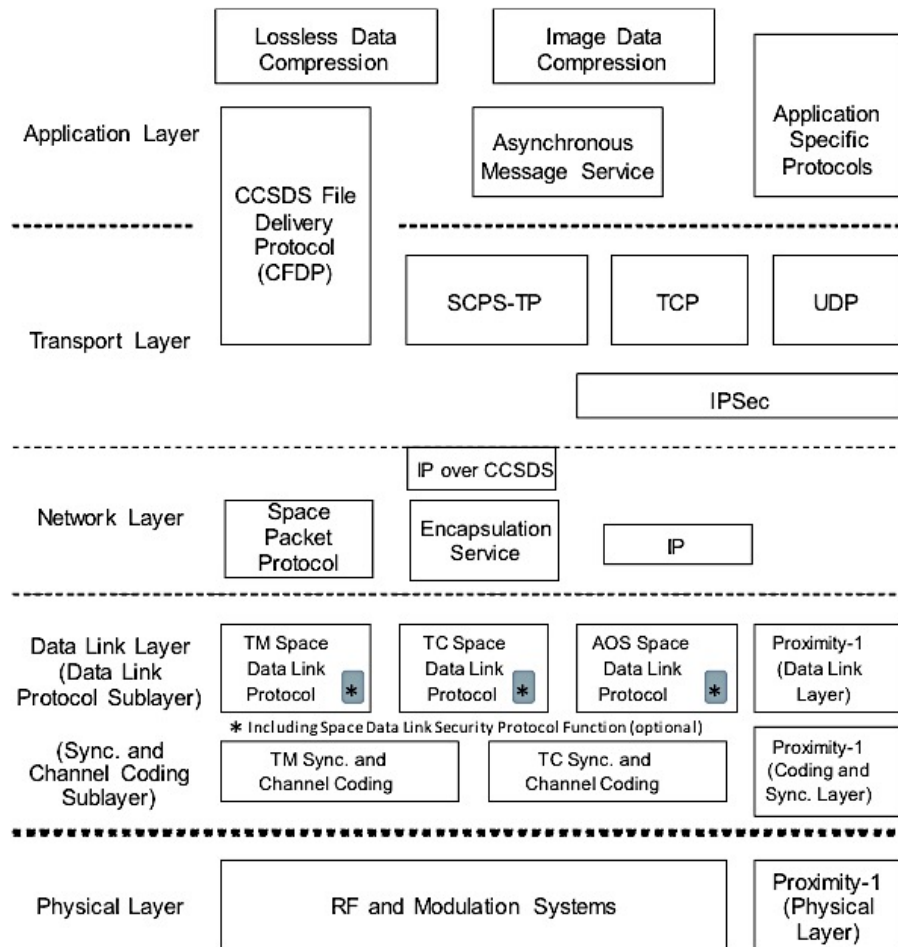 Lossless Data
Compression
Image Data
Compression
Application Layer
CCSDS File
Delivery
Protocol
(CFDP)
Asynchronous
Message Service
Application
Specific
Protocols
Transport Layer
SCPS-TP
TCP
UDP
IPSec
Network Layer
IP over CCSDS
Space
Packet
Protocol
Encapsulation
Service
IP
Data Link Layer
(Data Link
Protocol Sublayer)
TM Space
Data Link
Protocol *
TC Space
Data Link
Protocol *
AOS Space
Data Link
Protocol *
Proximity-1
(Data Link
Layer)
* Including Space Data Link Security Protocol Function (optional)
(Sync. and
Channel Coding
Sublayer)
TM Sync. and
Channel Coding
TC Sync. and
Channel Coding
Proximity-1
(Coding and
Sync. Layer)
Physical Layer
RF and Modulation Systems
Proximity-1
(Physical
Layer)